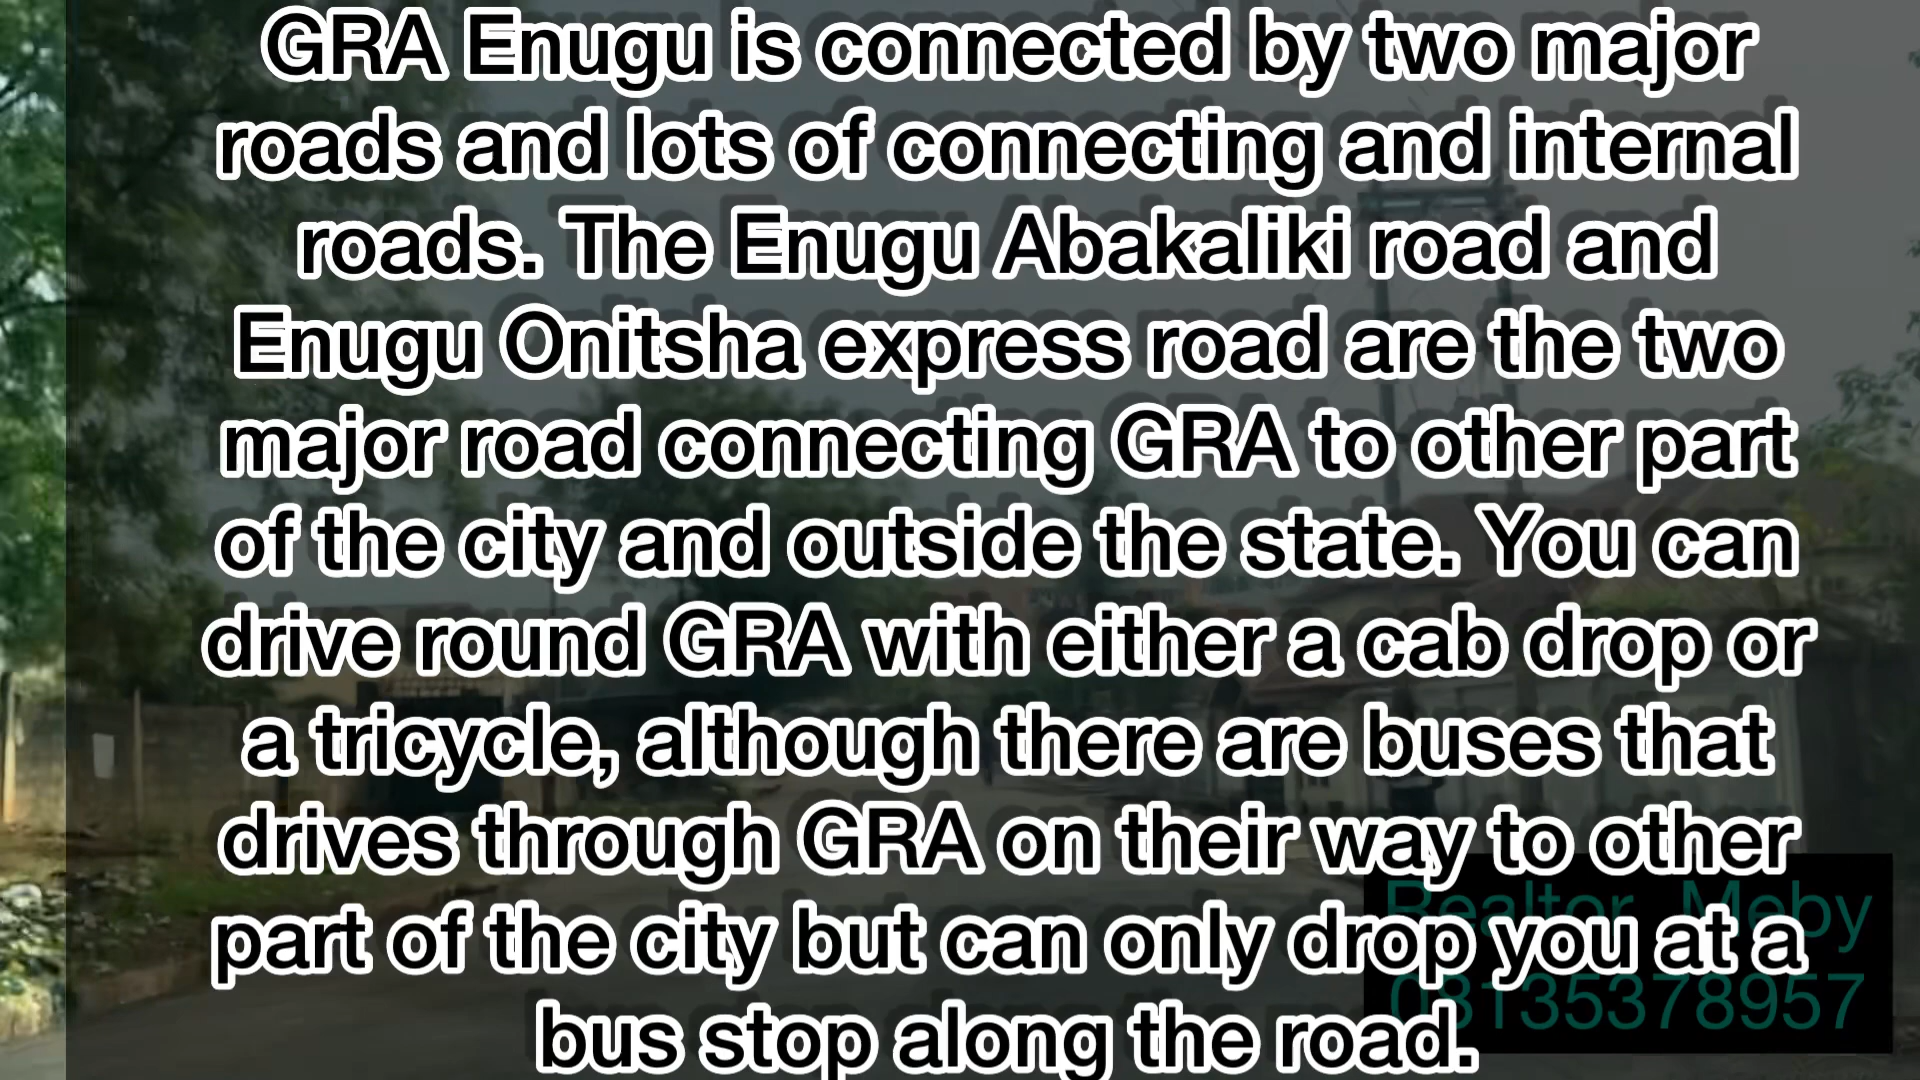 GRA Enugu is connected by two major
roads and lots of connecting and internal
roads. The Enugu Abakaliki road and
Enugu Onitsha express road are the two
major road connecting GRA to other part
of the city and outside the state. You can
drive round GRA with either a cab drop or
a tricycle, although there are buses that
drives through GRA on their way to other
part of the city but can only drop you at a
bus stop along the road.
Realtor Meby
08135378957